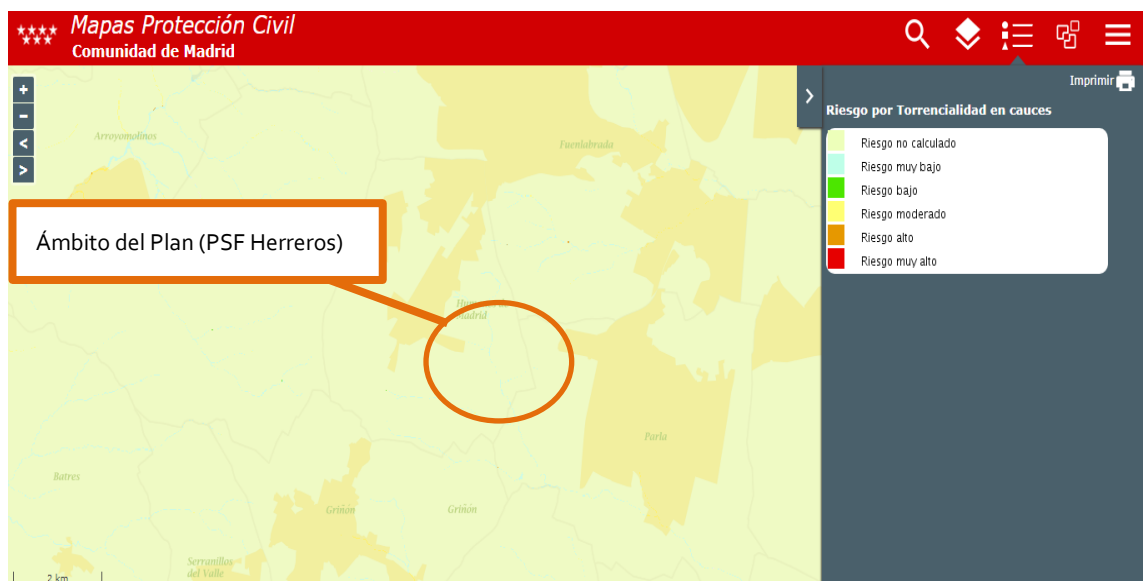 Mapas Protección Civil
Comunidad de Madrid
Imprimir
Riesgo por Torrencialidad en cauces
Riesgo no calculado
Riesgo muy bajo
Riesgo bajo
Riesgo moderado
Riesgo alto
Riesgo muy alto
+
-
<
>
>
Arroyomolinos
Fuenlabrada
Ámbito del Plan (PSF Herreros)
Madrid
Parla
Batres
Griñón
Griñón
Serranillos
del Valle
2 km